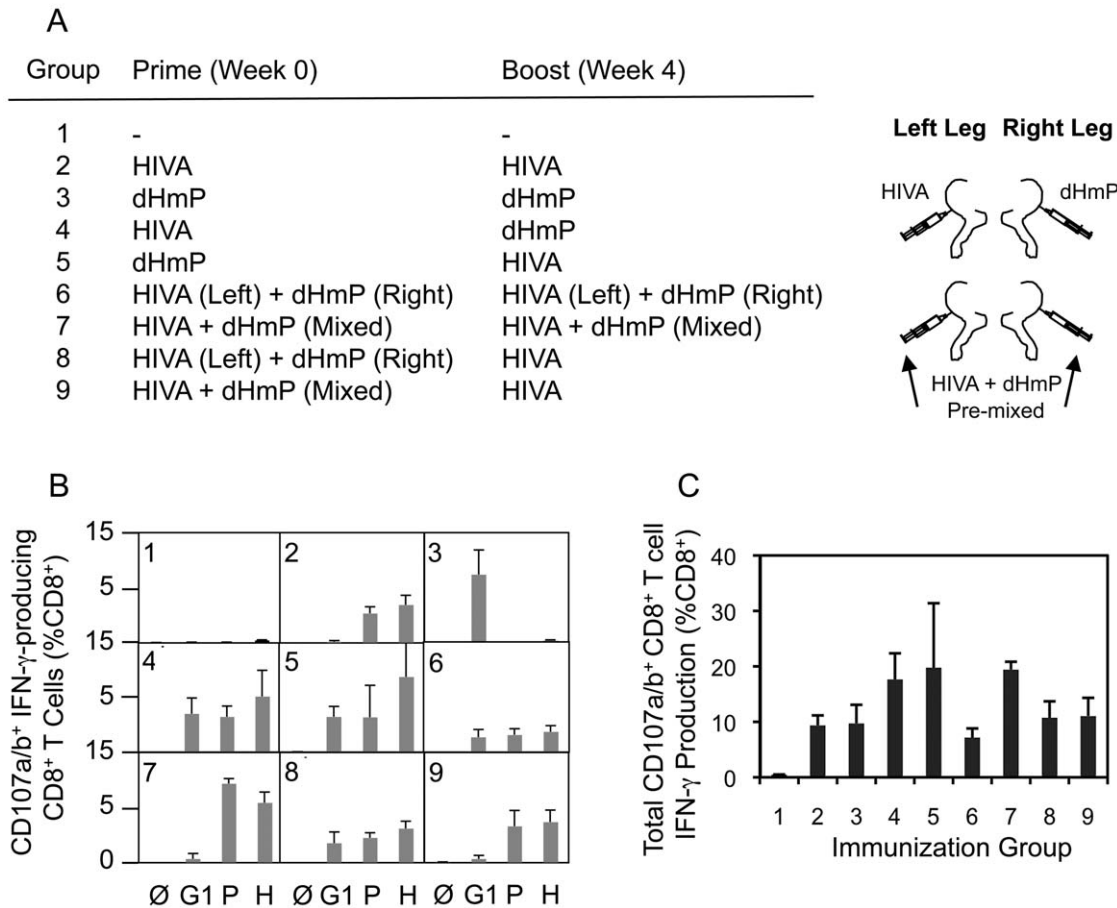 A
Group Prime (Week 0) Boost (Week 4)
1 - -
2 HIVA HIVA
3 dHmP dHmP
4 HIVA dHmP
5 dHmP HIVA
6 HIVA (Left) + dHmP (Right) HIVA (Left) + dHmP (Right)
7 HIVA + dHmP (Mixed) HIVA + dHmP (Mixed)
8 HIVA (Left) + dHmP (Right) HIVA
9 HIVA + dHmP (Mixed) HIVA
Left Leg Right Leg
HIVA dHmP
HIVA + dHmP
Pre-mixed
B
CD107a/b⁺ IFN-γ-producing
CD8⁺ T Cells (%CD8⁺)
15
5
15
5
15
5
0
1 2 3
4 5 6
7 8 9
Ø G1 P H Ø G1 P H Ø G1 P H
C
Total CD107a/b⁺ CD8⁺ T cell
IFN-γ Production (%CD8⁺)
40
30
20
10
0
1 2 3 4 5 6 7 8 9
Immunization Group